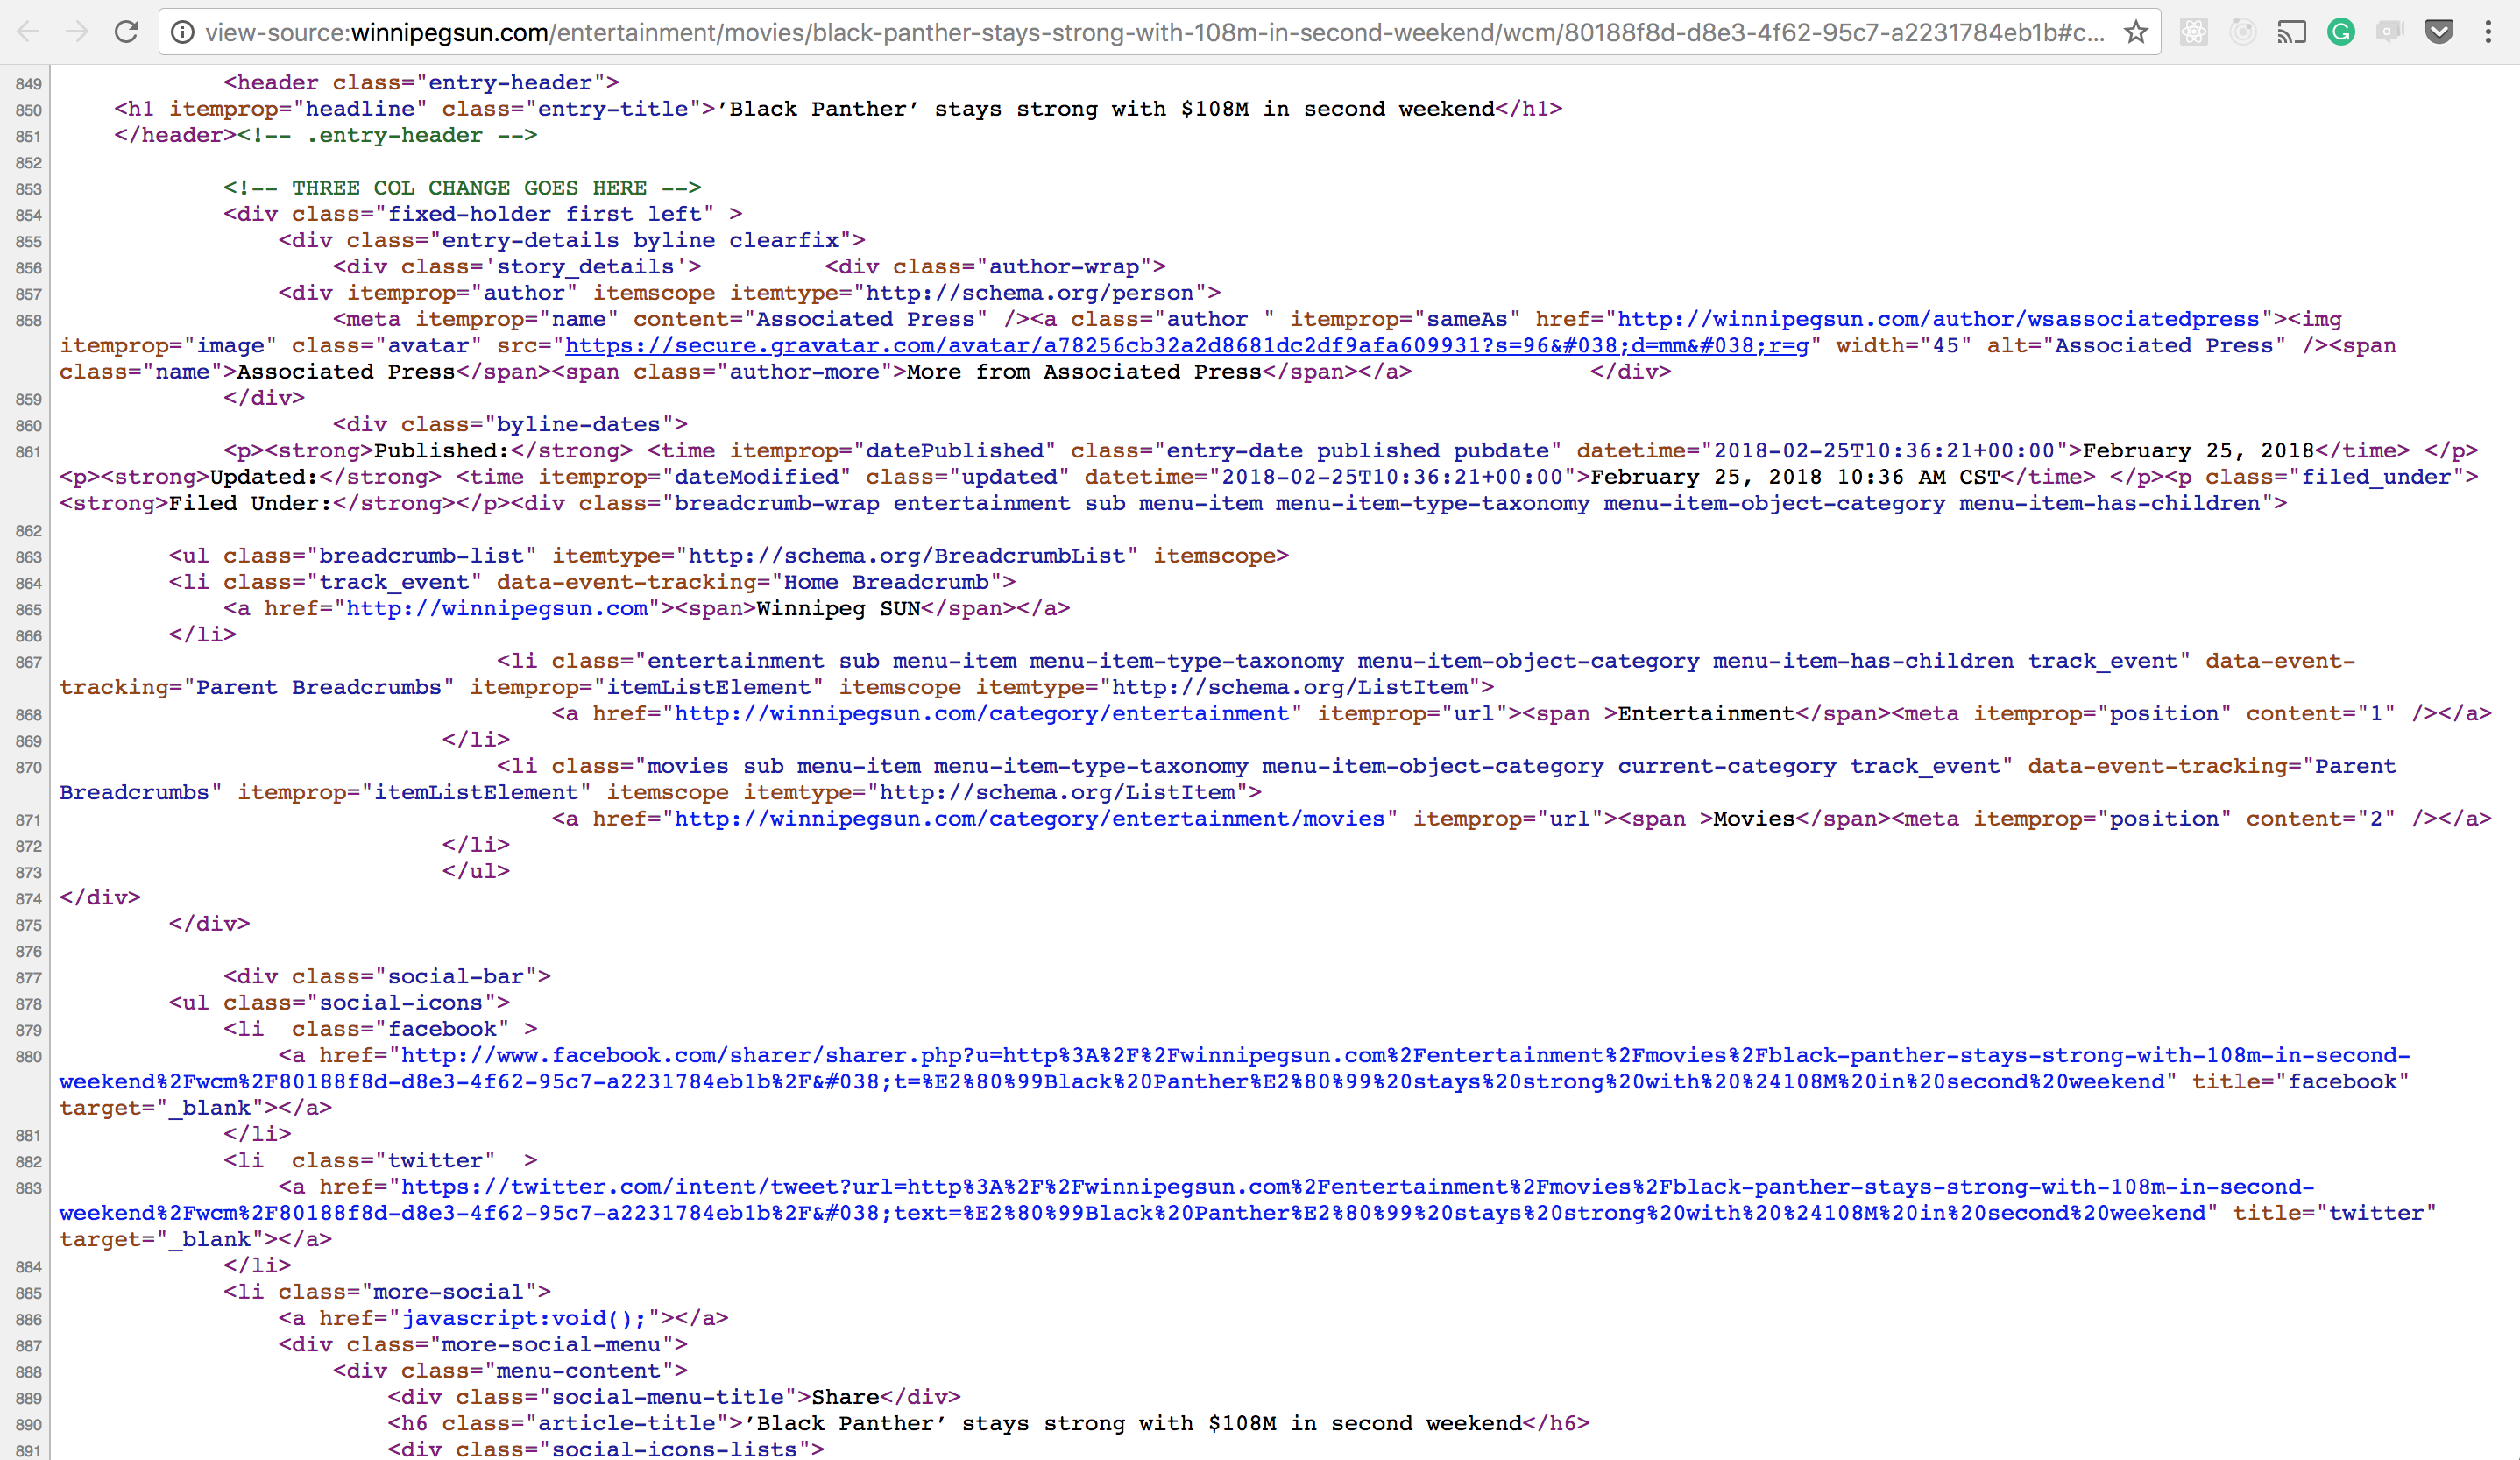 view-source:winnipegsun.com/entertainment/movies/black-panther-stays-strong-with-108m-in-second-weekend/wcm/80188f8d-d8e3-4f62-95c7-a2231784eb1b#c...
849 <header class="entry-header">
850 <h1 itemprop="headline" class="entry-title">’Black Panther’ stays strong with $108M in second weekend</h1>
851 </header><!-- .entry-header -->
852
853 <!-- THREE COL CHANGE GOES HERE -->
854 <div class="fixed-holder first left" >
855 <div class="entry-details byline clearfix">
856 <div class='story_details'> <div class="author-wrap">
857 <div itemprop="author" itemscope itemtype="http://schema.org/person">
858 <meta itemprop="name" content="Associated Press" /><a class="author " itemprop="sameAs" href="http://winnipegsun.com/author/wsassociatedpress"><img
itemprop="image" class="avatar" src="https://secure.gravatar.com/avatar/a78256cb32a2d8681dc2df9afa609931?s=96&#038;d=mm&#038;r=g" width="45" alt="Associated Press" /><span
class="name">Associated Press</span><span class="author-more">More from Associated Press</span></a> </div>
859 </div>
860 <div class="byline-dates">
861 <p><strong>Published:</strong> <time itemprop="datePublished" class="entry-date published pubdate" datetime="2018-02-25T10:36:21+00:00">February 25, 2018</time> </p>
<p><strong>Updated:</strong> <time itemprop="dateModified" class="updated" datetime="2018-02-25T10:36:21+00:00">February 25, 2018 10:36 AM CST</time> </p><p class="filed_under">
<strong>Filed Under:</strong></p><div class="breadcrumb-wrap entertainment sub menu-item menu-item-type-taxonomy menu-item-object-category menu-item-has-children">
862
863 <ul class="breadcrumb-list" itemtype="http://schema.org/BreadcrumbList" itemscope>
864 <li class="track_event" data-event-tracking="Home Breadcrumb">
865 <a href="http://winnipegsun.com"><span>Winnipeg SUN</span></a>
866 </li>
867 <li class="entertainment sub menu-item menu-item-type-taxonomy menu-item-object-category menu-item-has-children track_event" data-event-
tracking="Parent Breadcrumbs" itemprop="itemListElement" itemscope itemtype="http://schema.org/ListItem">
868 <a href="http://winnipegsun.com/category/entertainment" itemprop="url"><span >Entertainment</span><meta itemprop="position" content="1" /></a>
869 </li>
870 <li class="movies sub menu-item menu-item-type-taxonomy menu-item-object-category current-category track_event" data-event-tracking="Parent
Breadcrumbs" itemprop="itemListElement" itemscope itemtype="http://schema.org/ListItem">
871 <a href="http://winnipegsun.com/category/entertainment/movies" itemprop="url"><span >Movies</span><meta itemprop="position" content="2" /></a>
872 </li>
873 </ul>
874 </div>
875 </div>
876
877 <div class="social-bar">
878 <ul class="social-icons">
879 <li  class="facebook" >
880 <a href="http://www.facebook.com/sharer/sharer.php?u=http%3A%2F%2Fwinnipegsun.com%2Fentertainment%2Fmovies%2Fblack-panther-stays-strong-with-108m-in-second-
weekend%2Fwcm%2F80188f8d-d8e3-4f62-95c7-a2231784eb1b%2F&#038;t=%E2%80%99Black%20Panther%E2%80%99%20stays%20strong%20with%20%24108M%20in%20second%20weekend" title="facebook"
target="_blank"></a>
881 </li>
882 <li  class="twitter"  >
883 <a href="https://twitter.com/intent/tweet?url=http%3A%2F%2Fwinnipegsun.com%2Fentertainment%2Fmovies%2Fblack-panther-stays-strong-with-108m-in-second-
weekend%2Fwcm%2F80188f8d-d8e3-4f62-95c7-a2231784eb1b%2F&#038;text=%E2%80%99Black%20Panther%E2%80%99%20stays%20strong%20with%20%24108M%20in%20second%20weekend" title="twitter"
target="_blank"></a>
884 </li>
885 <li class="more-social">
886 <a href="javascript:void();"></a>
887 <div class="more-social-menu">
888 <div class="menu-content">
889 <div class="social-menu-title">Share</div>
890 <h6 class="article-title">’Black Panther’ stays strong with $108M in second weekend</h6>
891 <div class="social-icons-lists">